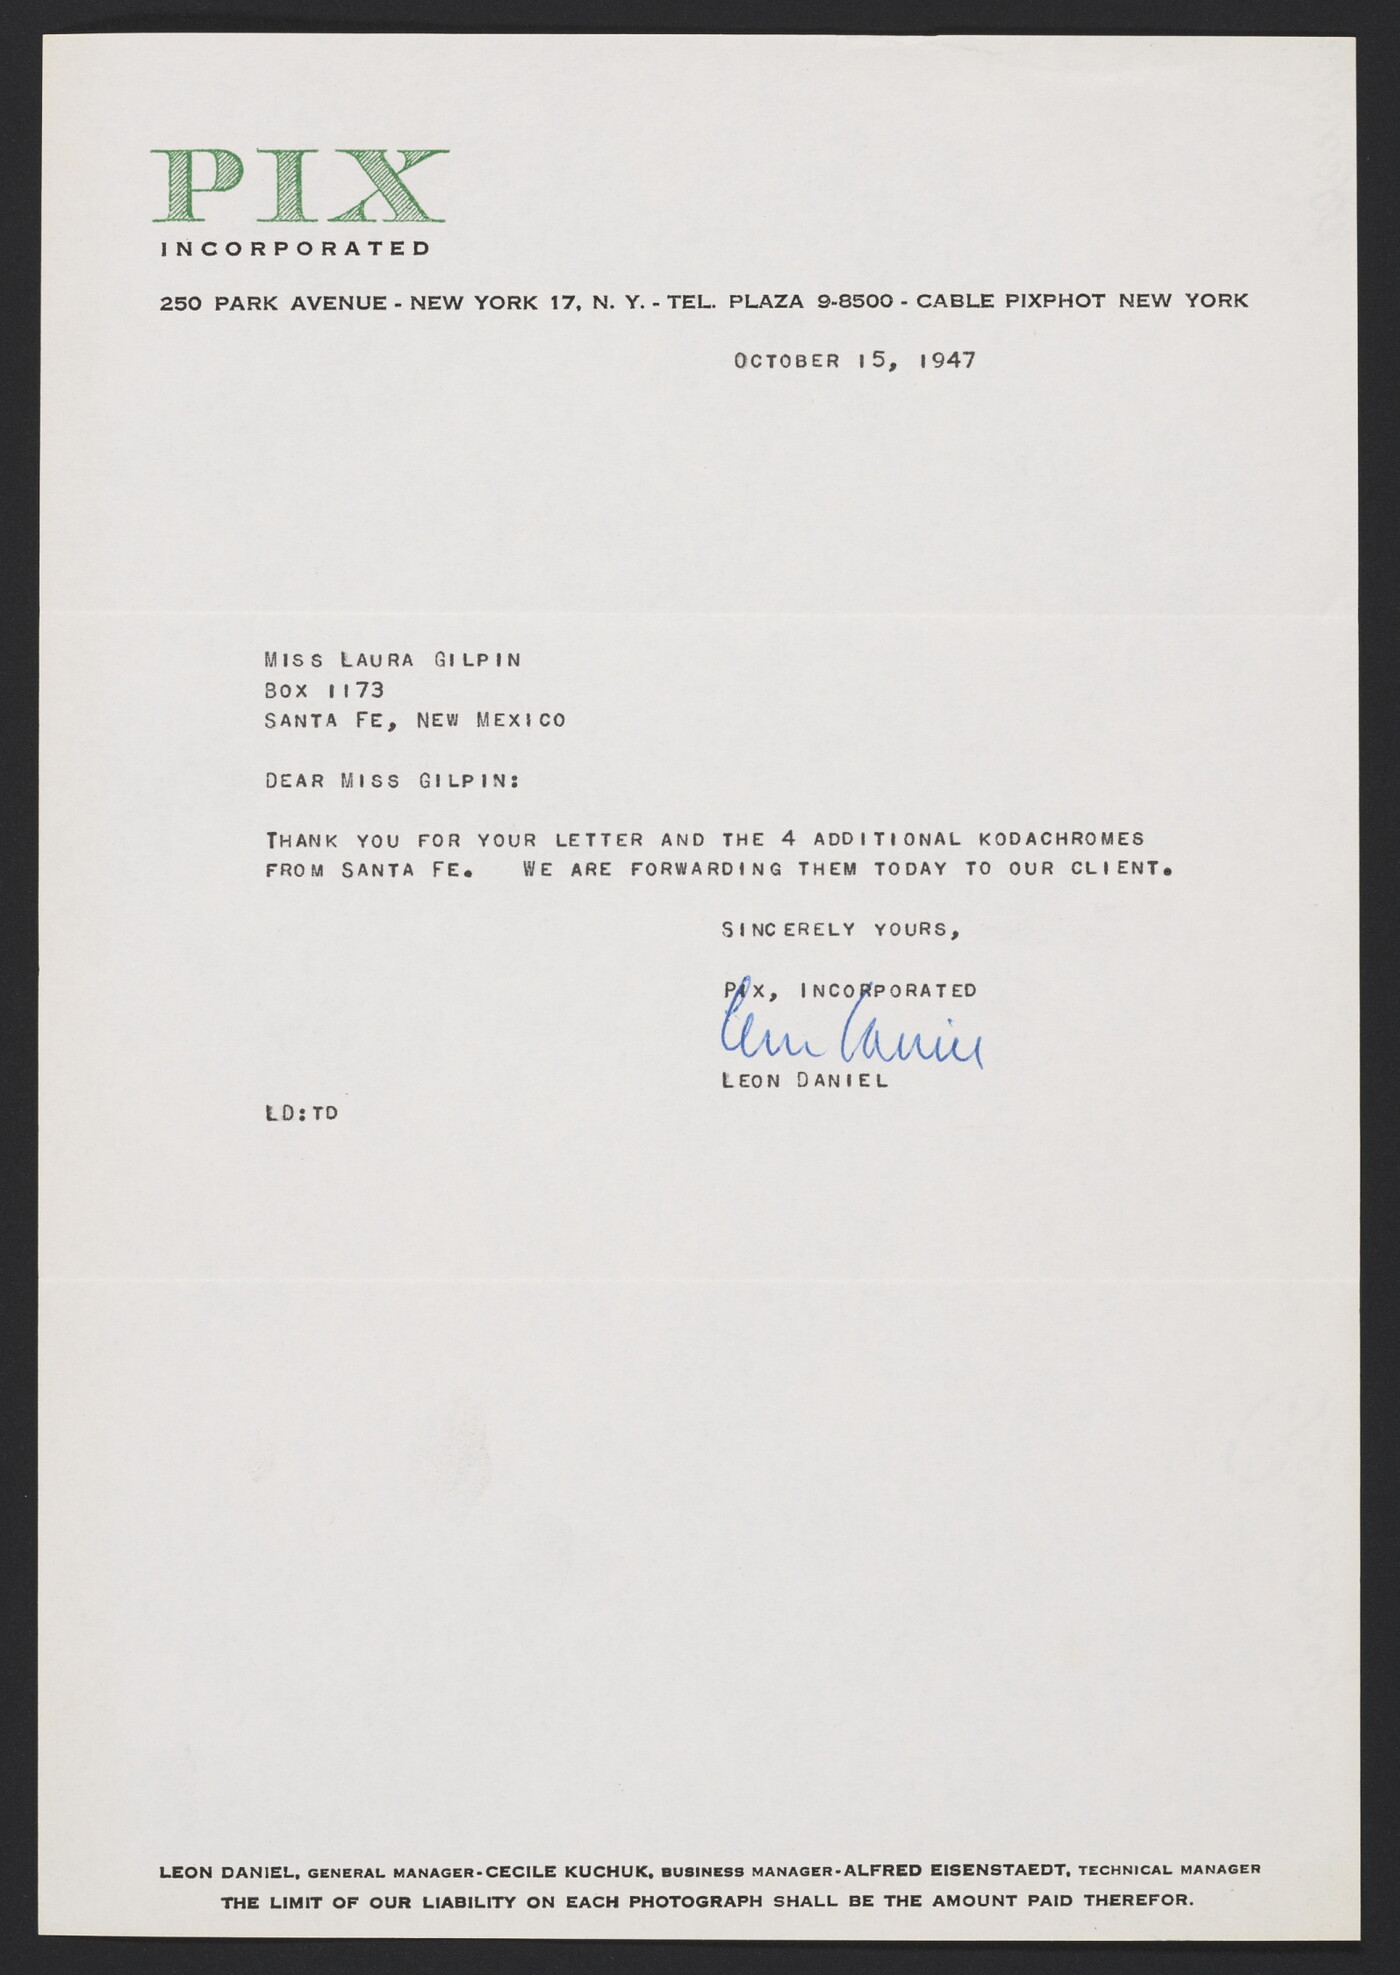 PIX
INCORPORATED
250 PARK AVENUE - NEW YORK 17, N. Y. - TEL. PLAZA 9-8500 - CABLE PIXPHOT NEW YORK
OCTOBER 15, 1947
MISS LAURA GILPIN
BOX 1173
SANTA FE, NEW MEXICO
DEAR MISS GILPIN:
THANK YOU FOR YOUR LETTER AND THE 4 ADDITIONAL KODACHROMES
FROM SANTA FE. WE ARE FORWARDING THEM TODAY TO OUR CLIENT.
SINCERELY YOURS,
PIX, INCORPORATED
Leon Daniel
LEON DANIEL
LD:TD
LEON DANIEL, GENERAL MANAGER-CECILE KUCHUK, BUSINESS MANAGER-ALFRED EISENSTAEDT, TECHNICAL MANAGER
THE LIMIT OF OUR LIABILITY ON EACH PHOTOGRAPH SHALL BE THE AMOUNT PAID THEREFOR.